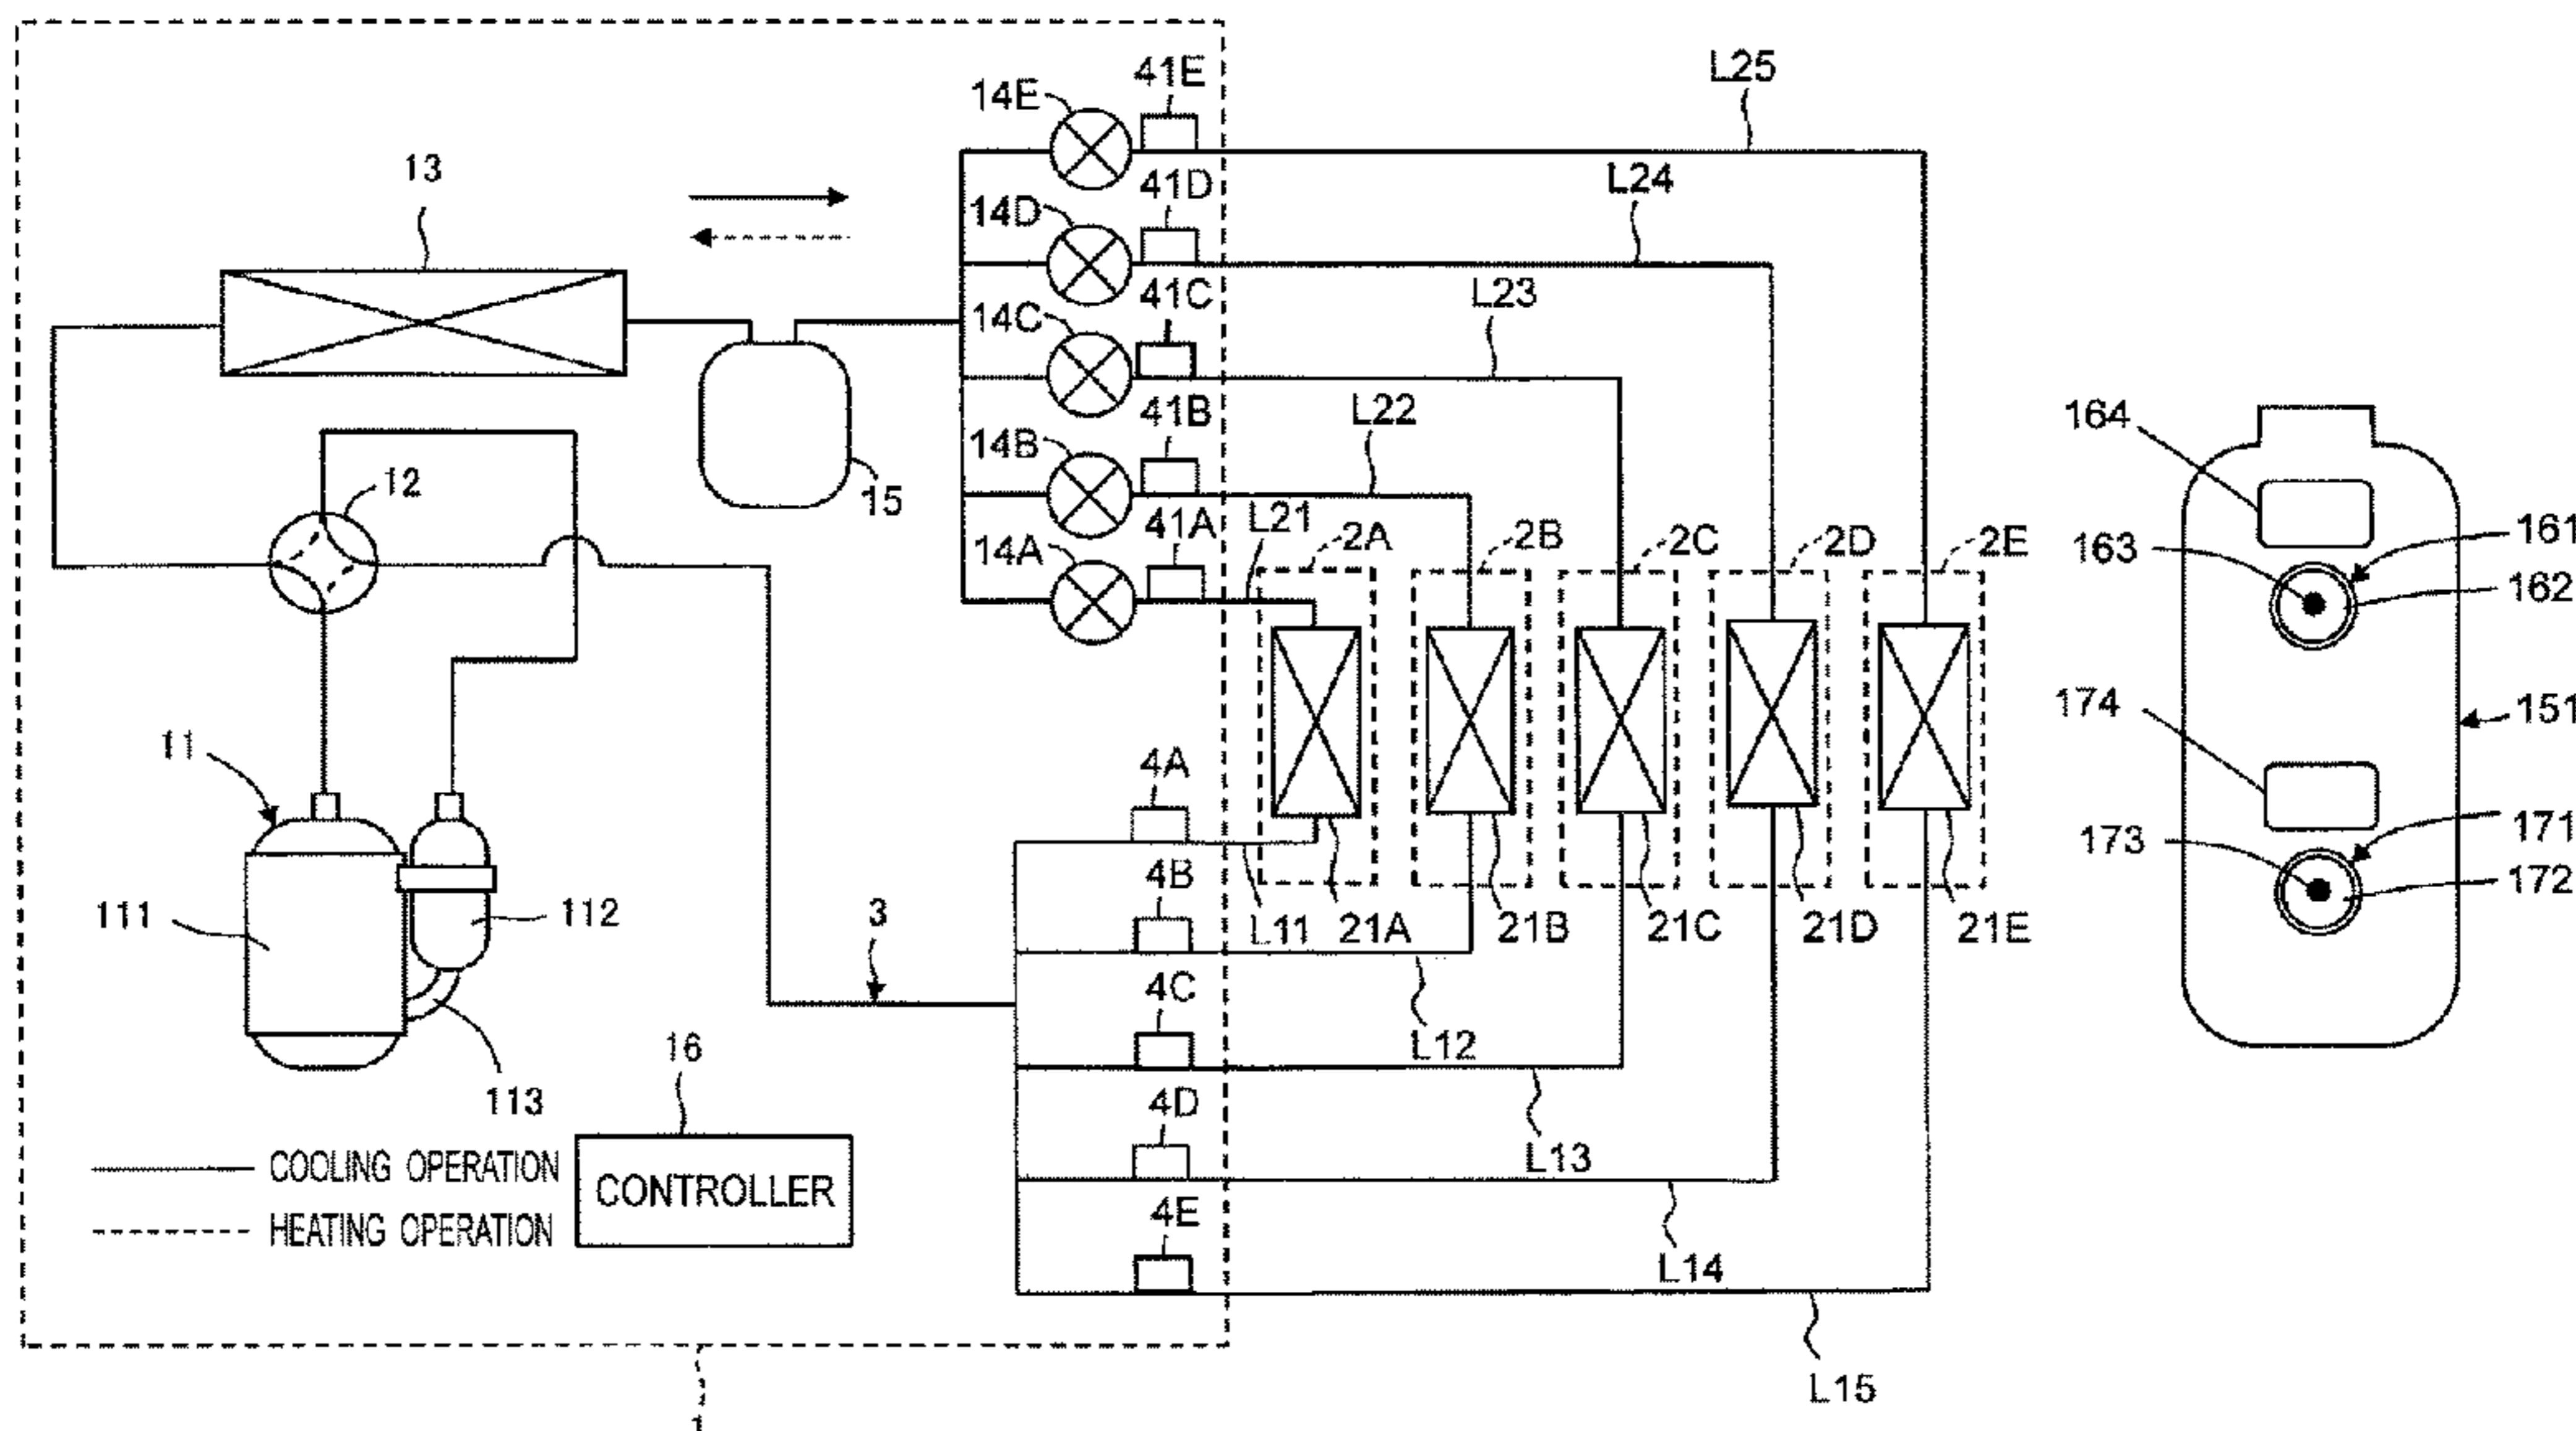 L25
41E
14E
13
41D
L24
14D
41C
L23
14C
41B
L22
164
14B
12
15
41A
L21
2A
2B
2C
2D
2E
161
163
162
14A
174
151
11
4A
173
171
172
4B
111
112
3
L11
21A
21B
21C
21D
21E
4C
16
L12
113
4D
COOLING OPERATION
CONTROLLER
L13
HEATING OPERATION
4E
L14
L15
1